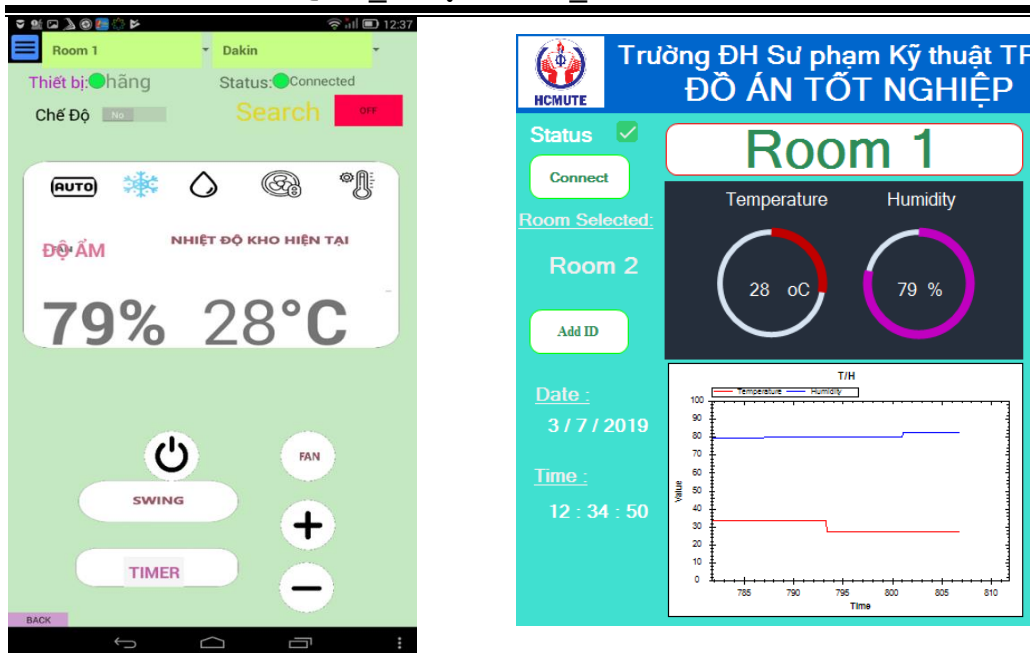 12:37
Room 1
Dakin
Thiết bị:
hãng
Status:
Connected
Chế Độ
No
Search
OFF
AUTO
ĐỘ ẨM
NHIỆT ĐỘ KHO HIỆN TẠI
79%
28°C
FAN
SWING
TIMER
BACK
HCMUTE
Trường ĐH Sư phạm Kỹ thuật TP
ĐỒ ÁN TỐT NGHIỆP
Status
Room 1
Connect
Temperature
Humidity
Room Selected:
Room 2
28 oC
79 %
Add ID
T/H
Temperature
Humidity
Date :
3 / 7 / 2019
Time :
12 : 34 : 50
Value
100
90
80
70
60
50
40
30
20
10
0
785 790 795 800 805 810
Time